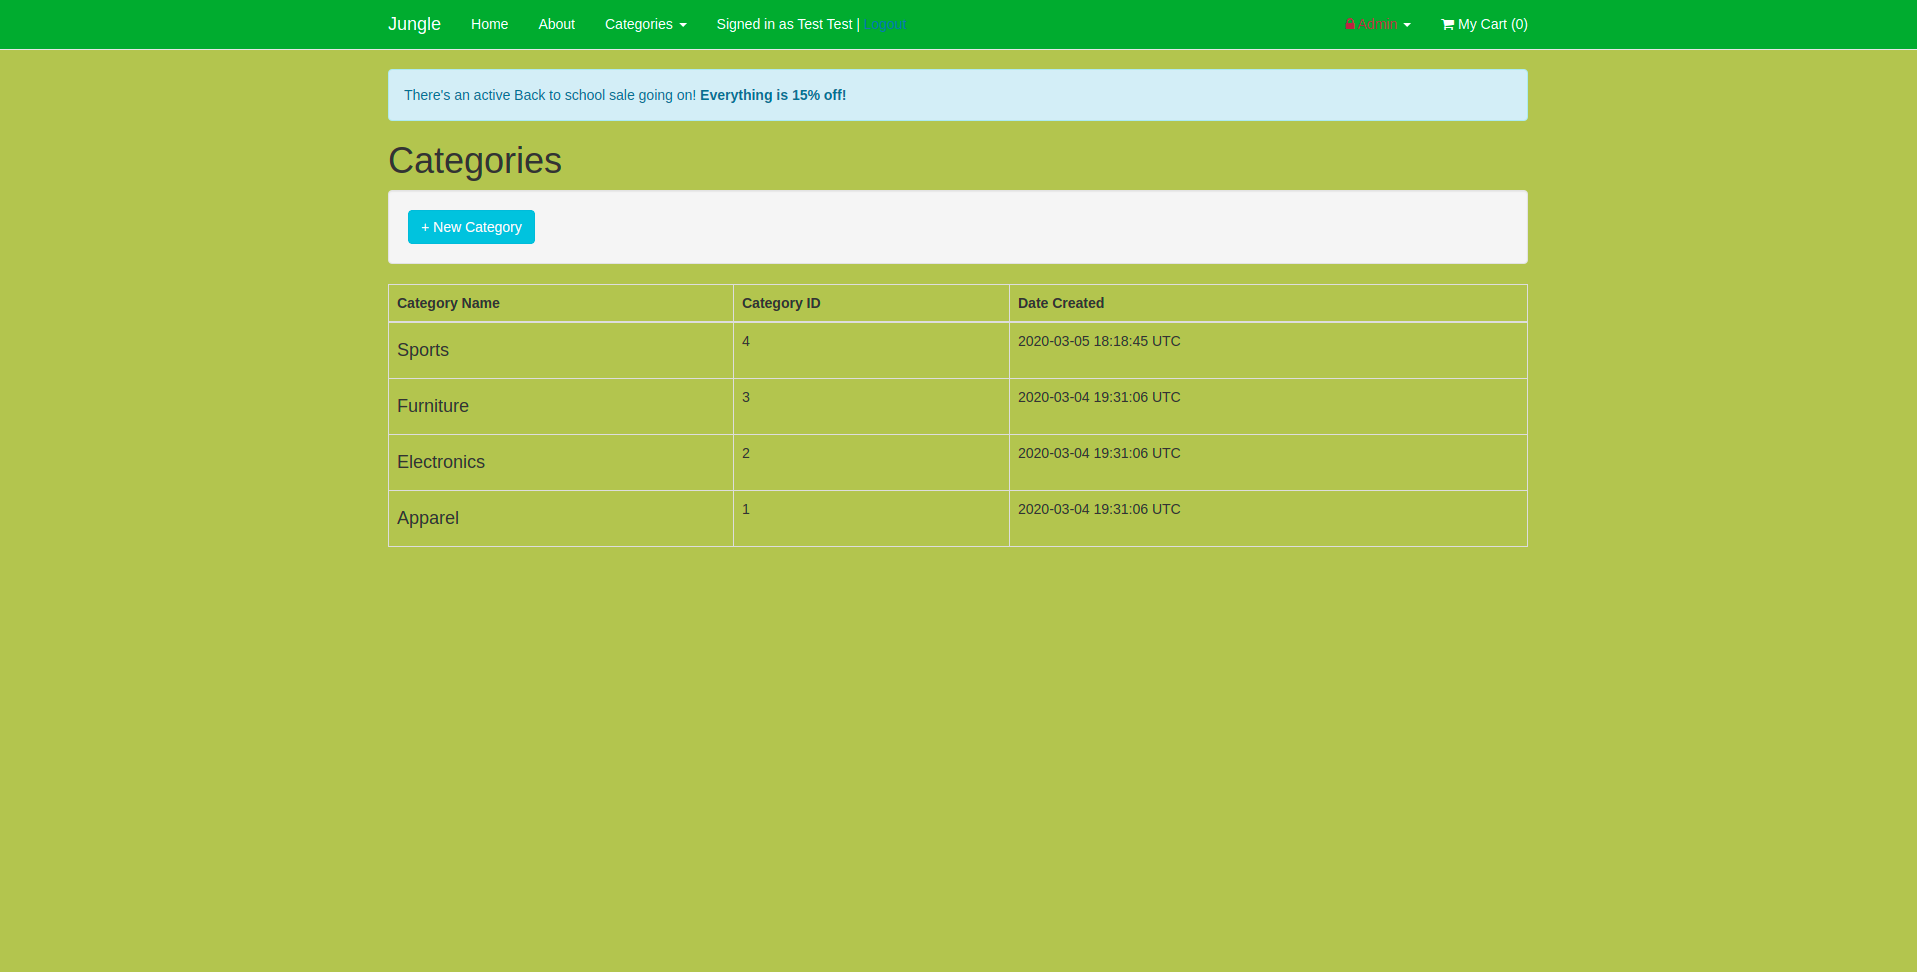 Jungle Home About Categories Signed in as Test Test | Logout Admin My Cart (0)
There's an active Back to school sale going on! Everything is 15% off!
Categories
+ New Category
Category Name Category ID Date Created
Sports 4 2020-03-05 18:18:45 UTC
Furniture 3 2020-03-04 19:31:06 UTC
Electronics 2 2020-03-04 19:31:06 UTC
Apparel 1 2020-03-04 19:31:06 UTC